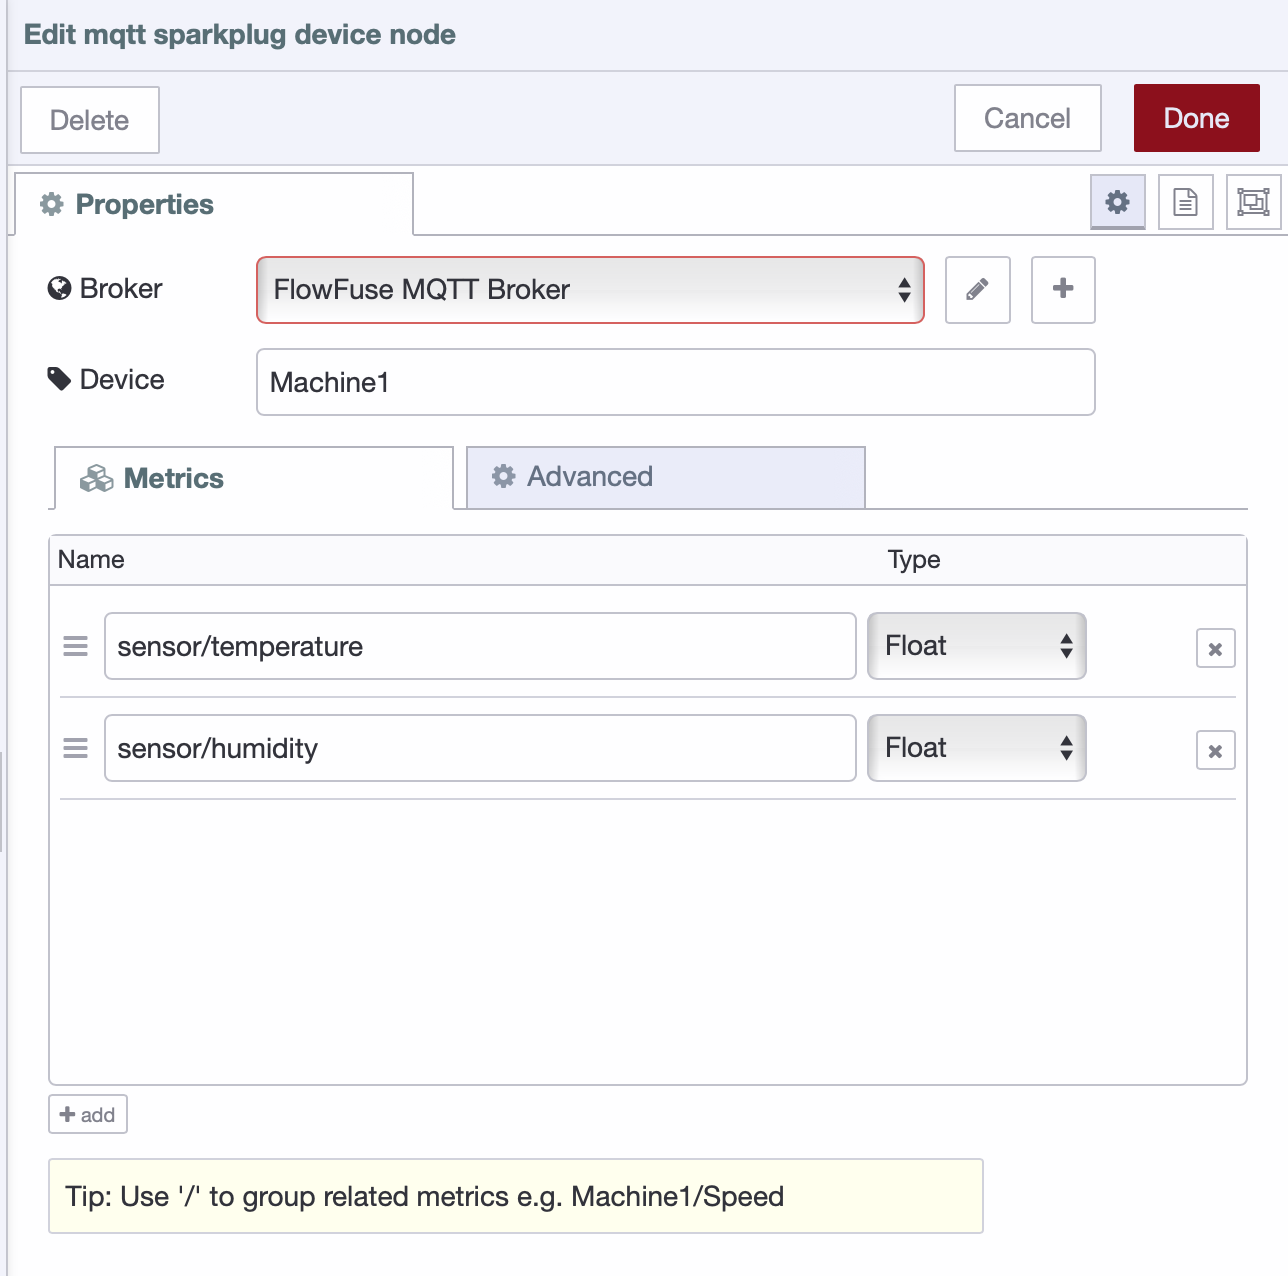 Edit mqtt sparkplug device node
Delete
Cancel
Done
Properties
Broker
FlowFuse MQTT Broker
Device
Machine1
Metrics
Advanced
Name
Type
sensor/temperature
Float
sensor/humidity
Float
add
Tip: Use '/' to group related metrics e.g. Machine1/Speed